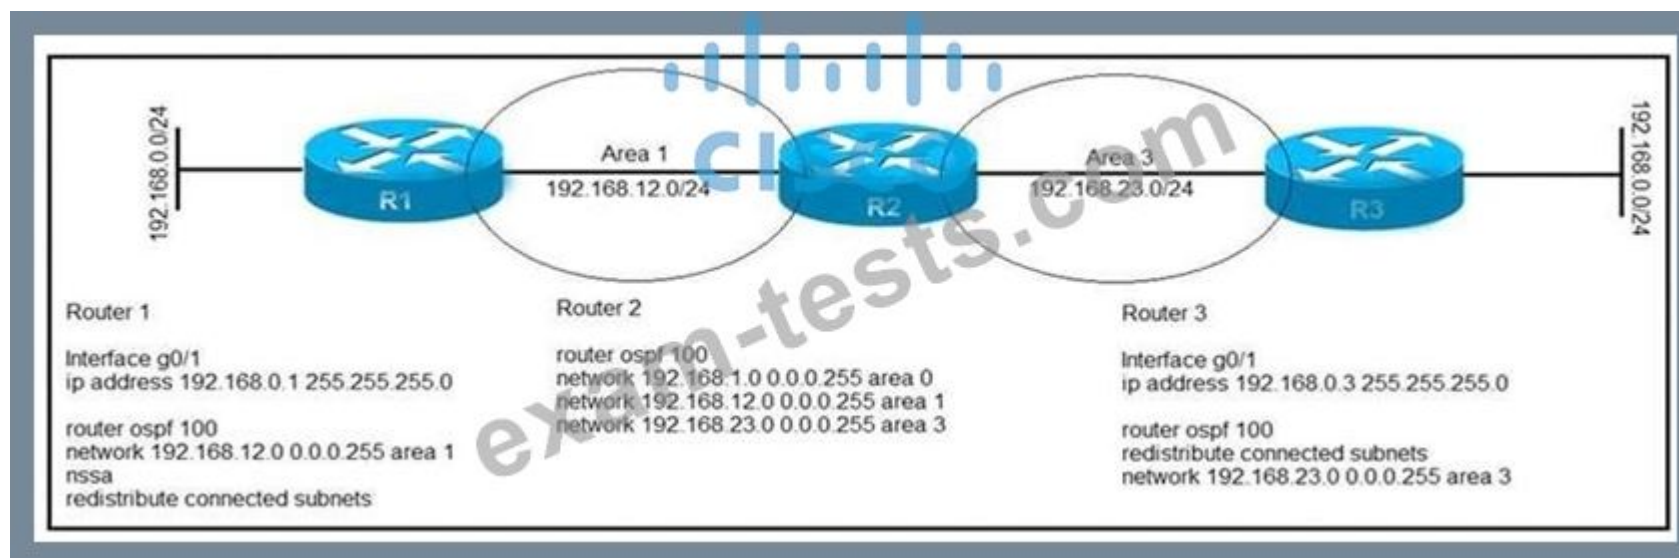 192.168.0.0/24
R1
Area 1
192.168.12.0/24
CISCO
R2
Area 3
192.168.23.0/24
R3
192.168.0.0/24
Router 1
Interface g0/1
ip address 192.168.0.1 255.255.255.0
router ospf 100
network 192.168.12.0 0.0.0.255 area 1
nssa
redistribute connected subnets
Router 2
router ospf 100
network 192.168.1.0 0.0.0.255 area 0
network 192.168.12.0 0.0.0.255 area 1
network 192.168.23.0 0.0.0.255 area 3
Router 3
Interface g0/1
ip address 192.168.0.3 255.255.255.0
router ospf 100
redistribute connected subnets
network 192.168.23.0 0.0.0.255 area 3
exam-tests.com